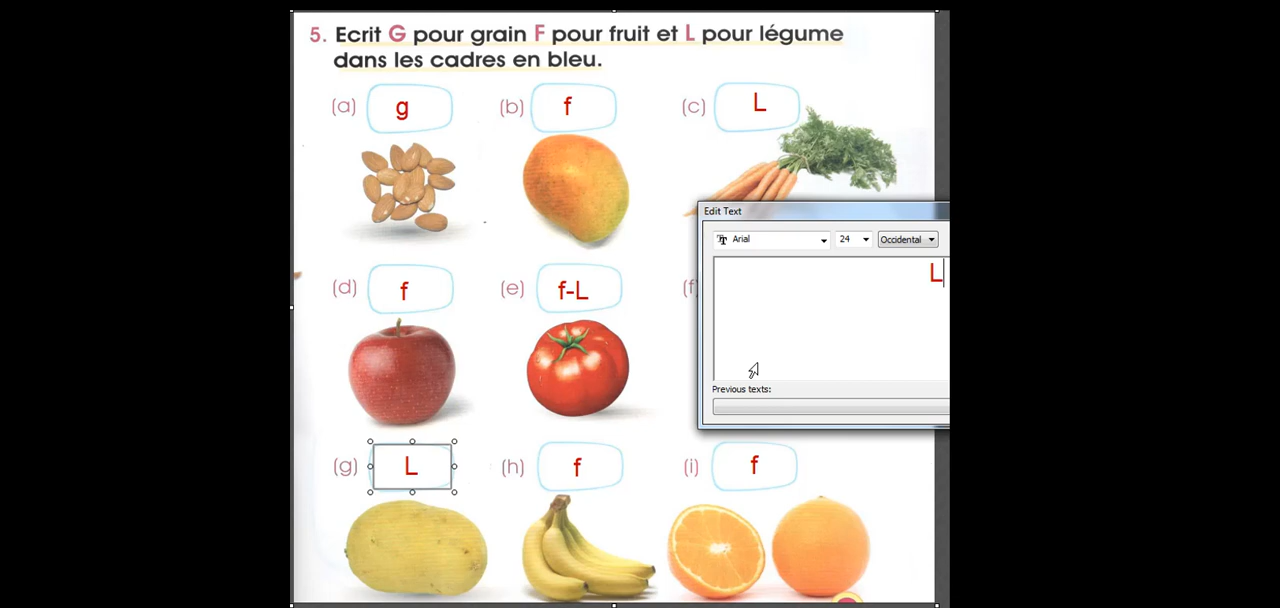 5. Ecrit G pour grain F pour fruit et L pour légume
dans les cadres en bleu.
(a) g (b) f (c) L
Edit Text
Arial 24 Occidental
L
(d) f (e) f-L (f
Previous texts:
(g) L (h) f (i) f